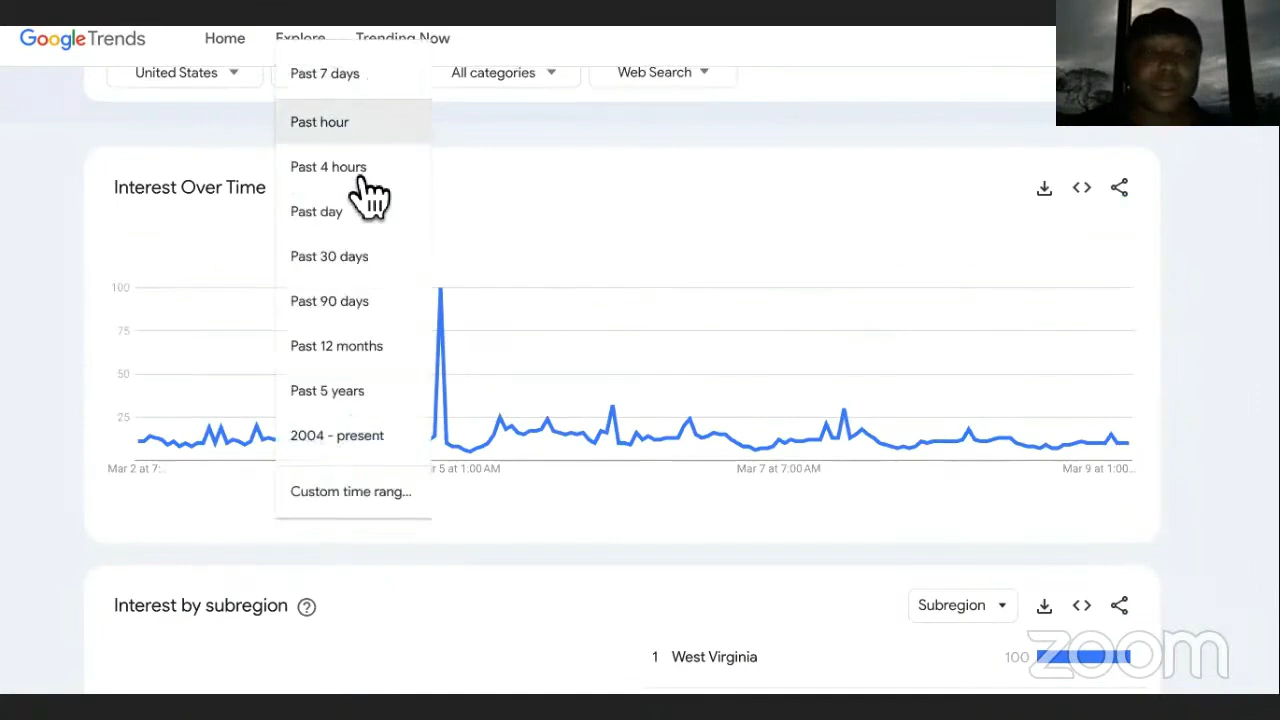 Google Trends Home Explore Trending Now
United States All categories Web Search
Past 7 days
Past hour
Past 4 hours
Past day
Past 30 days
Past 90 days
Past 12 months
Past 5 years
2004 - present
Custom time rang...
Interest Over Time
100
75
50
25
Mar 2 at 7:... r 5 at 1:00 AM Mar 7 at 7:00 AM Mar 9 at 1:00...
Interest by subregion ? Subregion
1 West Virginia 100
zoom